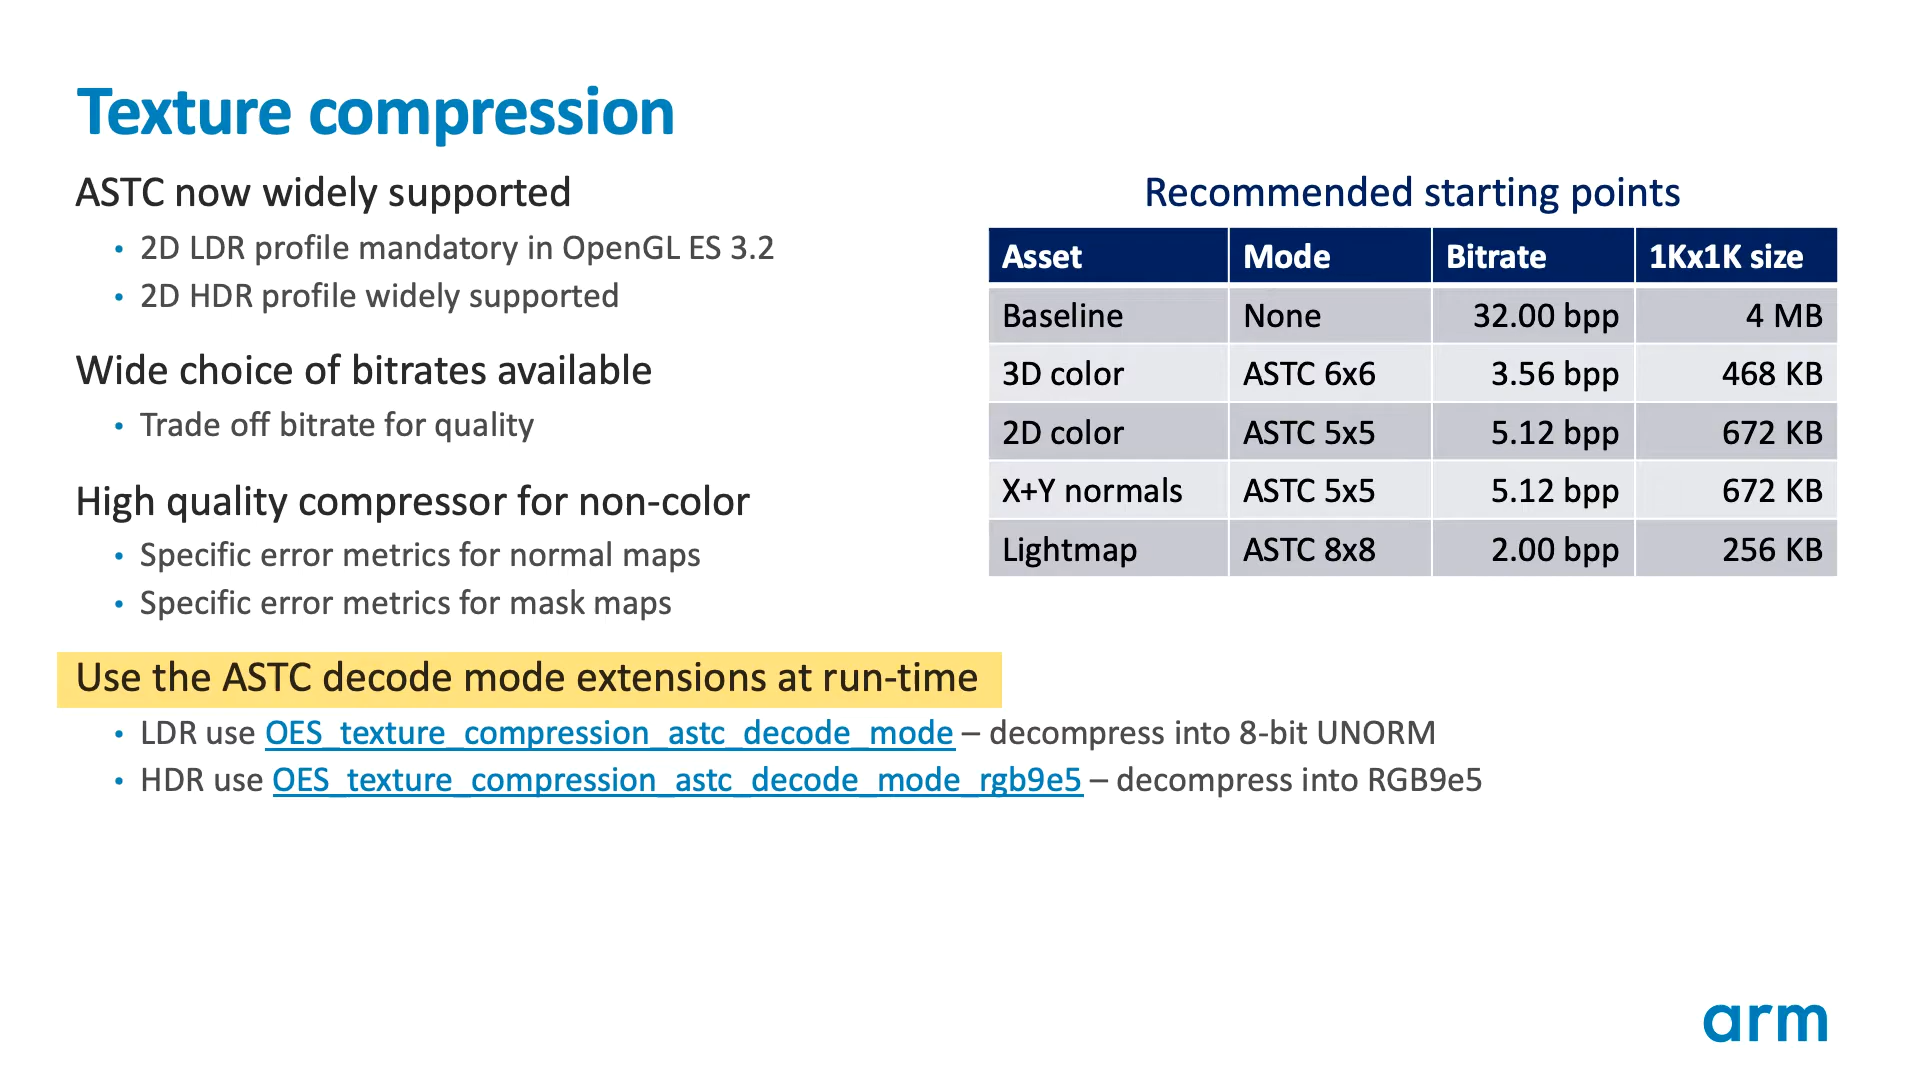 Texture compression
ASTC now widely supported
• 2D LDR profile mandatory in OpenGL ES 3.2
• 2D HDR profile widely supported
Wide choice of bitrates available
• Trade off bitrate for quality
High quality compressor for non-color
• Specific error metrics for normal maps
• Specific error metrics for mask maps
Recommended starting points
Asset Mode Bitrate 1Kx1K size
Baseline None 32.00 bpp 4 MB
3D color ASTC 6x6 3.56 bpp 468 KB
2D color ASTC 5x5 5.12 bpp 672 KB
X+Y normals ASTC 5x5 5.12 bpp 672 KB
Lightmap ASTC 8x8 2.00 bpp 256 KB
Use the ASTC decode mode extensions at run-time
• LDR use OES_texture_compression_astc_decode_mode – decompress into 8-bit UNORM
• HDR use OES_texture_compression_astc_decode_mode_rgb9e5 – decompress into RGB9e5
arm